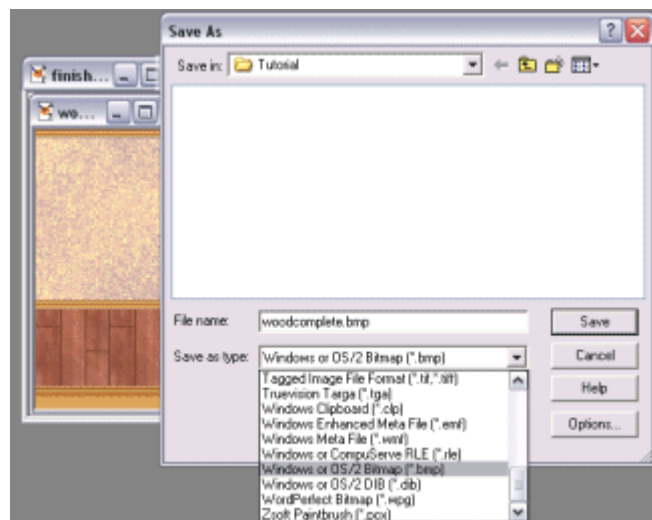 Save As
Save in: Tutorial
finish...
wo...
File name: woodcomplete.bmp
Save
Save as type: Windows or OS/2 Bitmap (*.bmp)
Cancel
Tagged Image File Format (*.tif,*.tiff)
Truevision Targa (*.tga)
Help
Windows Clipboard (*.clp)
Windows Enhanced Meta File (*.emf)
Options...
Windows Meta File (*.wmf)
Windows or CompuServe RLE (*.rle)
Windows or OS/2 Bitmap (*.bmp)
Windows or OS/2 DIB (*.dib)
WordPerfect Bitmap (*.wpg)
Zsoft Paintbrush (*.pcx)